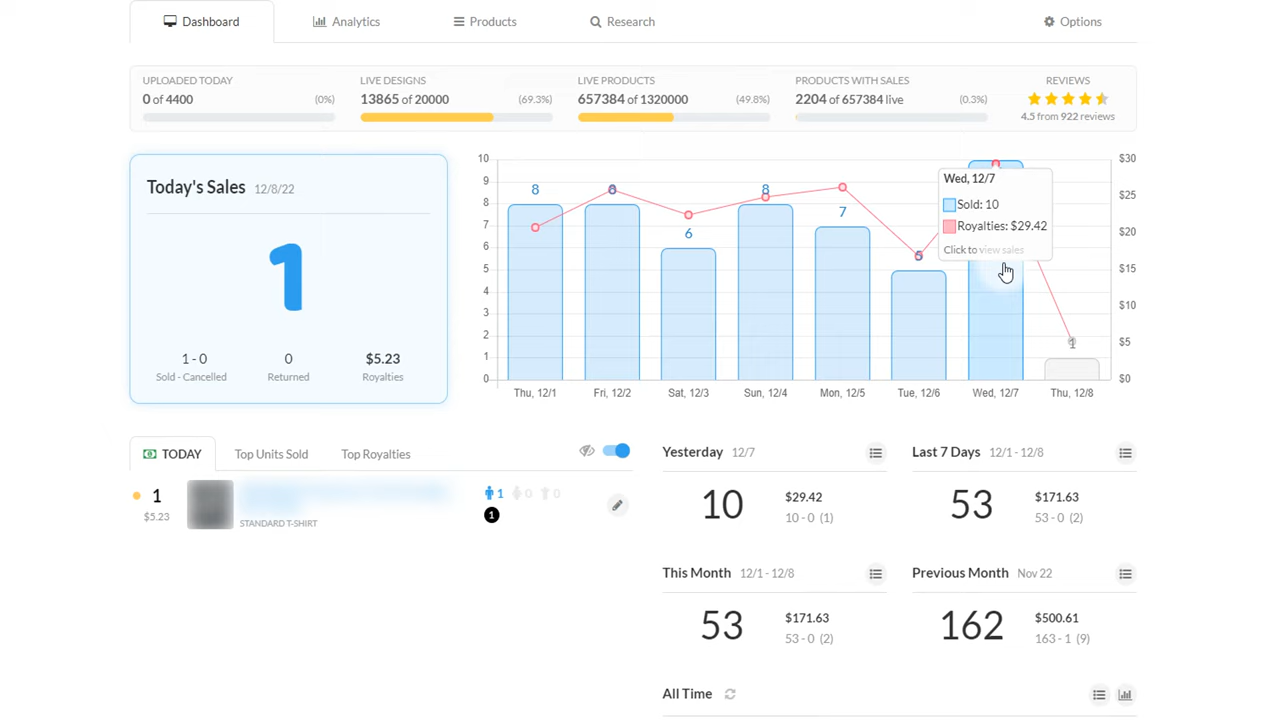 Dashboard Analytics Products Research Options
UPLOADED TODAY LIVE DESIGNS LIVE PRODUCTS PRODUCTS WITH SALES REVIEWS
0 of 4400 (0%) 13865 of 20000 (69.3%) 657384 of 1320000 (49.8%) 2204 of 657384 live (0.3%)
4.5 from 922 reviews
Today's Sales 12/8/22
1
1 - 0 0 $5.23
Sold - Cancelled Returned Royalties
10 $30
9 $25
8 $20
7 $15
6 $10
5 $5
4 $0
3
2
1
0
8 6 8 7 1
Wed, 12/7
Sold: 10
Royalties: $29.42
Click to view sales
Thu, 12/1 Fri, 12/2 Sat, 12/3 Sun, 12/4 Mon, 12/5 Tue, 12/6 Wed, 12/7 Thu, 12/8
TODAY Top Units Sold Top Royalties
1
$5.23
STANDARD T-SHIRT
1 0 0
1
Yesterday 12/7
10 $29.42
10 - 0 (1)
Last 7 Days 12/1 - 12/8
53 $171.63
53 - 0 (2)
This Month 12/1 - 12/8
53 $171.63
53 - 0 (2)
Previous Month Nov 22
162 $500.61
163 - 1 (9)
All Time